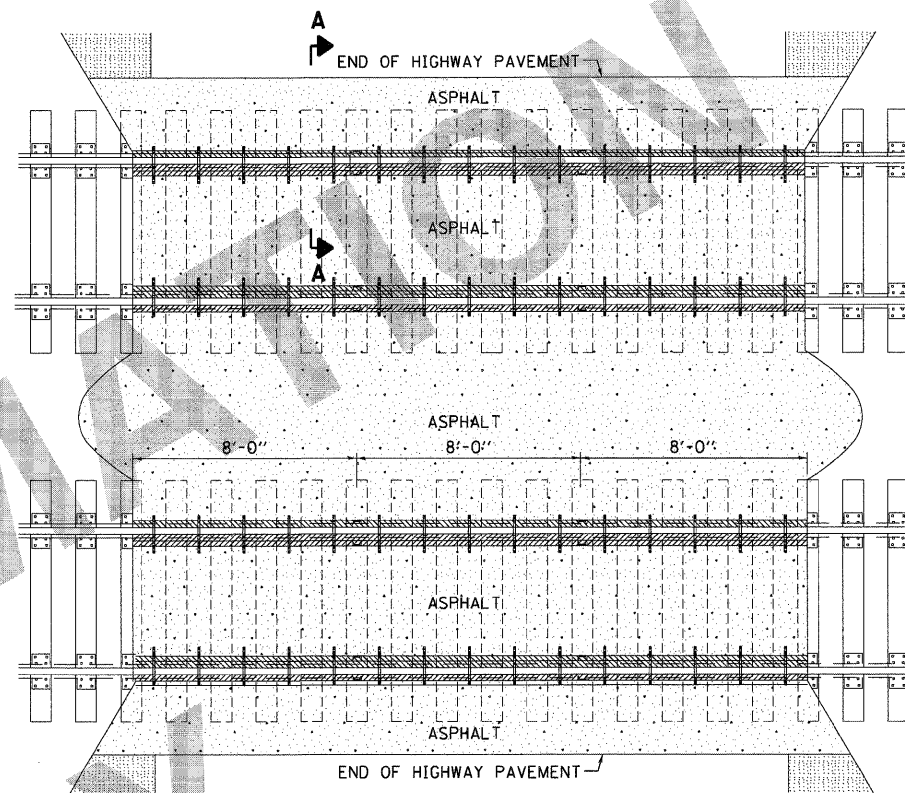 A
END OF HIGHWAY PAVEMENT
ASPHALT
ASPHALT
A
ASPHALT
8'-0" 8'-0" 8'-0"
ASPHALT
ASPHALT
END OF HIGHWAY PAVEMENT
MATION